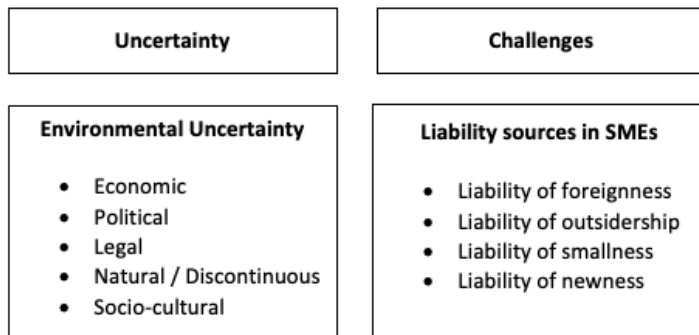 Uncertainty
Challenges
Environmental Uncertainty
• Economic
• Political
• Legal
• Natural / Discontinuous
• Socio-cultural
Liability sources in SMEs
• Liability of foreignness
• Liability of outsidership
• Liability of smallness
• Liability of newness